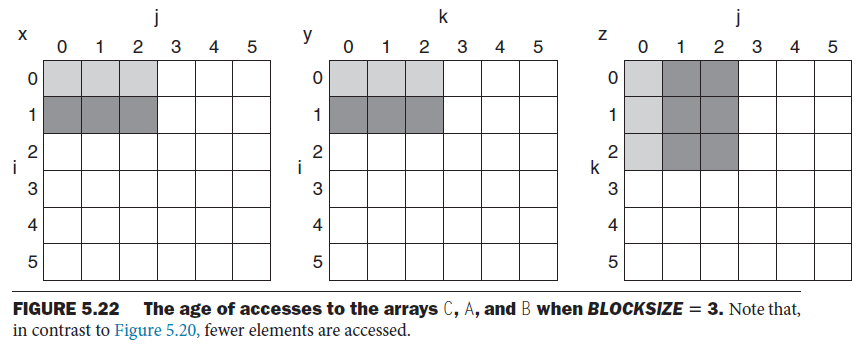 j k j
x y z
0 1 2 3 4 5 0 1 2 3 4 5 0 1 2 3 4 5
0 0 0
1 1 1
2 2 2
i i k
3 3 3
4 4 4
5 5 5
FIGURE 5.22 The age of accesses to the arrays C, A, and B when BLOCKSIZE = 3. Note that,
in contrast to Figure 5.20, fewer elements are accessed.